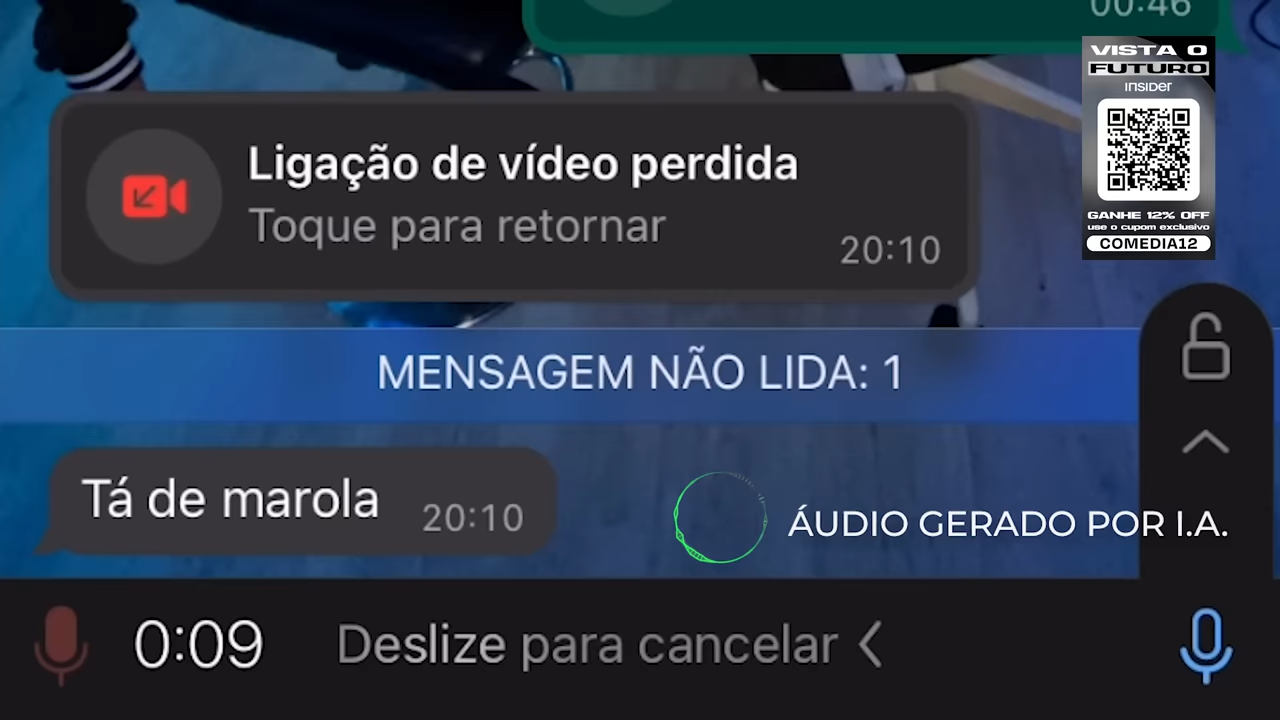 00:46
VISTA O
FUTURO
INSIDER
Ligação de vídeo perdida
Toque para retornar
20:10
GANHE 12% OFF
use o cupom exclusivo
COMEDIA12
MENSAGEM NÃO LIDA: 1
Tá de marola
20:10
ÁUDIO GERADO POR I.A.
0:09
Deslize para cancelar